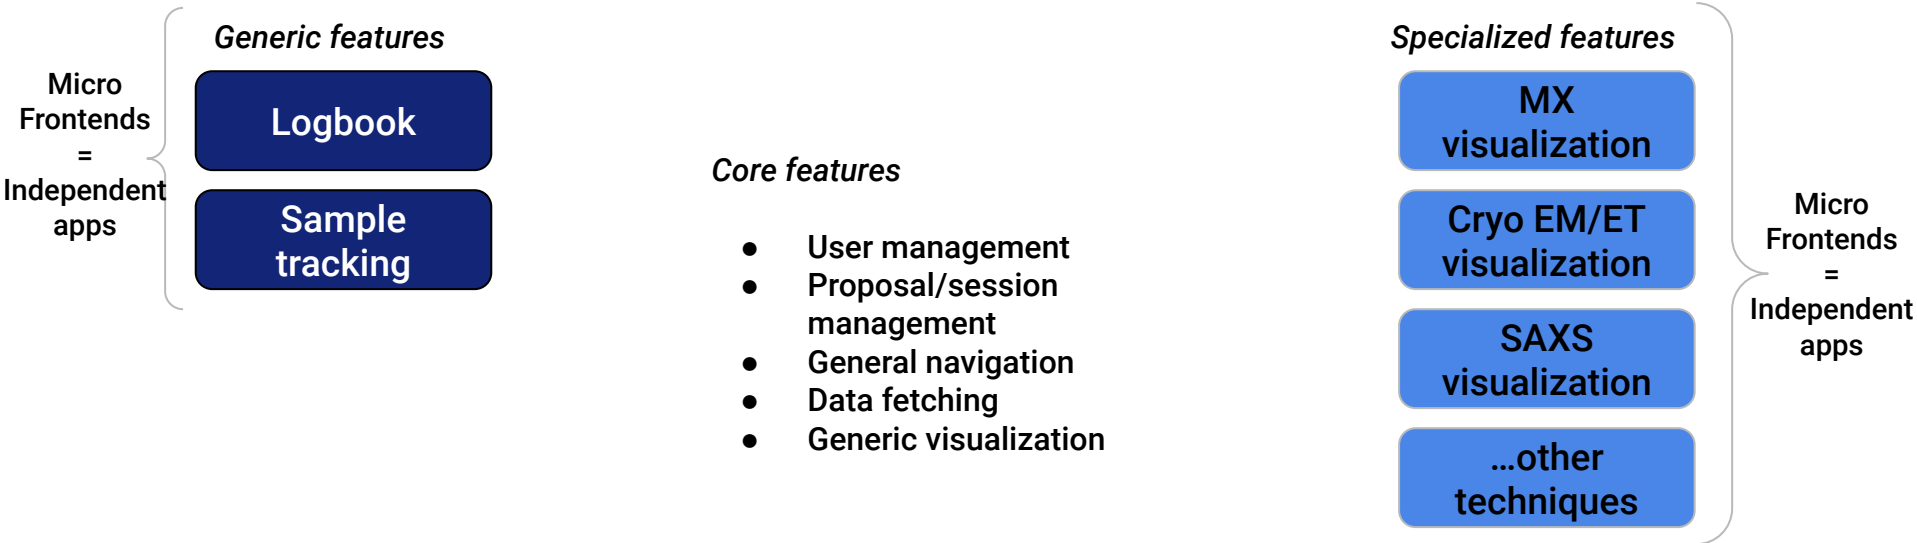 Micro
Frontends
=
Independent
apps
Generic features
Logbook
Sample
tracking
Core features
● User management
● Proposal/session
management
● General navigation
● Data fetching
● Generic visualization
Specialized features
MX
visualization
Cryo EM/ET
visualization
SAXS
visualization
...other
techniques
Micro
Frontends
=
Independent
apps